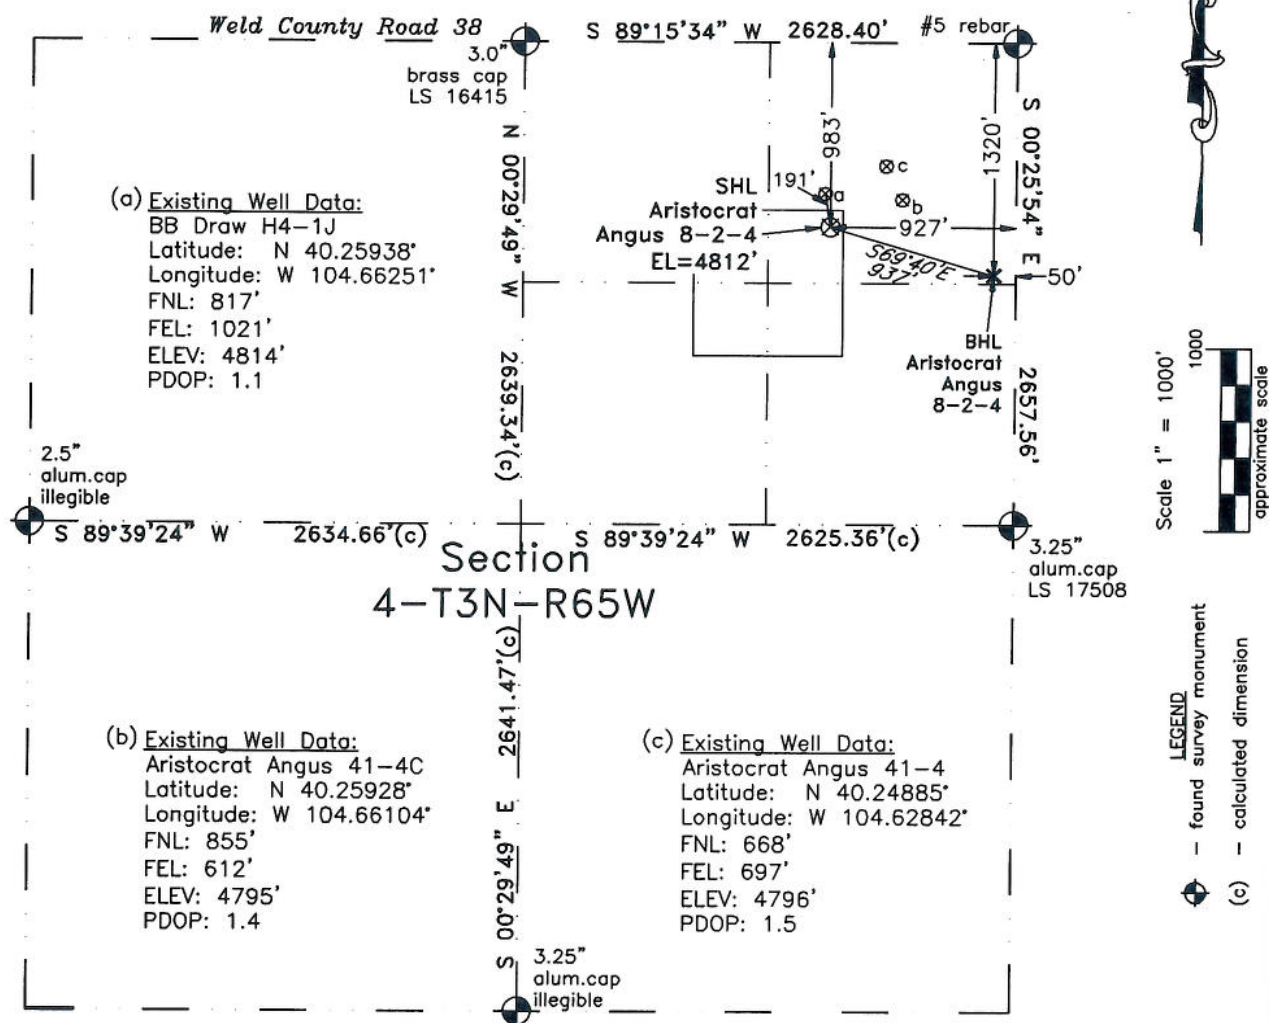 Weld County Road 38
S 89°15'34" W 2628.40'
#5 rebar
3.0"
brass cap
LS 16415
N 00°29'49" W 2639.34'(c)
983'
1320'
S 00°25'54" E 2657.56'
(a) Existing Well Data:
BB Draw H4-1J
Latitude: N 40.25938°
Longitude: W 104.66251°
FNL: 817'
FEL: 1021'
ELEV: 4814'
PDOP: 1.1
SHL
Aristocrat
Angus 8-2-4
EL=4812'
191'
a
c
b
927'
S69°40'E
937'
50'
BHL
Aristocrat
Angus
8-2-4
2.5"
alum.cap
illegible
S 89°39'24" W 2634.66'(c)
S 89°39'24" W 2625.36'(c)
3.25"
alum.cap
LS 17508
Section
4-T3N-R65W
S 00°29'49" E 2641.47'(c)
(b) Existing Well Data:
Aristocrat Angus 41-4C
Latitude: N 40.25928°
Longitude: W 104.66104°
FNL: 855'
FEL: 612'
ELEV: 4795'
PDOP: 1.4
(c) Existing Well Data:
Aristocrat Angus 41-4
Latitude: N 40.24885°
Longitude: W 104.62842°
FNL: 668'
FEL: 697'
ELEV: 4796'
PDOP: 1.5
3.25"
alum.cap
illegible
Scale 1" = 1000'
1000
approximate scale
LEGEND
- found survey monument
(c) - calculated dimension